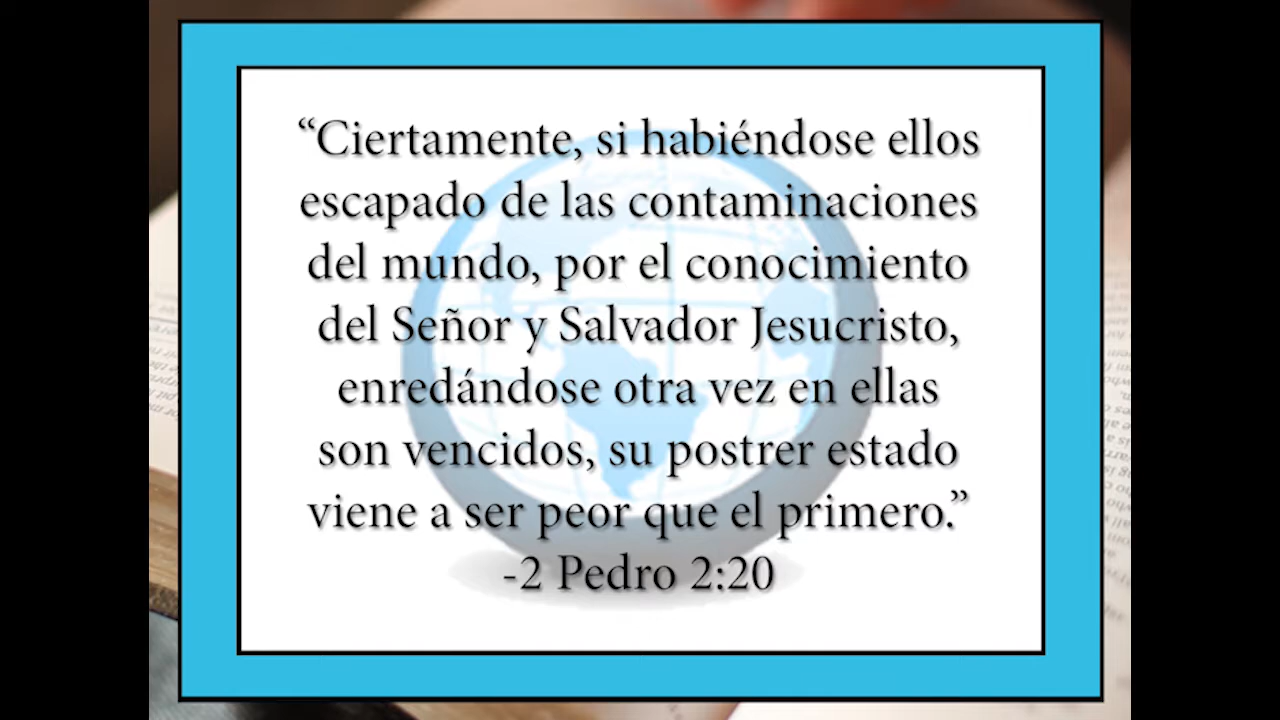 “Ciertamente, si habiéndose ellos
escapado de las contaminaciones
del mundo, por el conocimiento
del Señor y Salvador Jesucristo,
enredándose otra vez en ellas
son vencidos, su postrer estado
viene a ser peor que el primero.”
-2 Pedro 2:20